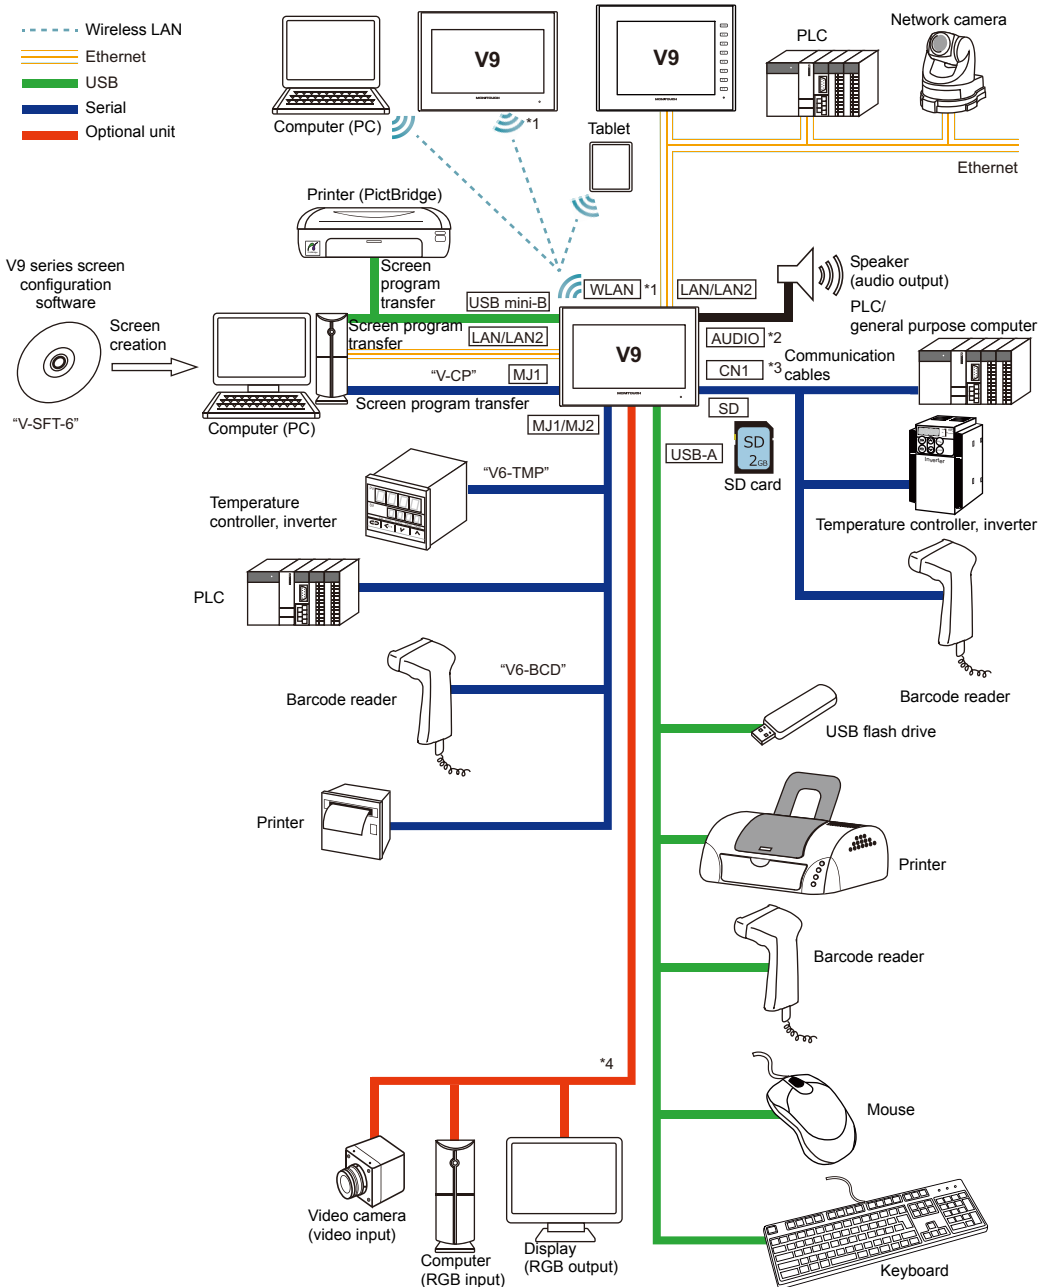 Wireless LAN
Ethernet
USB
Serial
Optional unit
V9
MONITOUCH
V9
MONITOUCH
PLC
Network camera
Computer (PC)
*1
Tablet
Ethernet
Printer (PictBridge)
V9 series screen
configuration
software
Screen
creation
"V-SFT-6"
Screen
program
transfer
USB mini-B
WLAN
*1
LAN/LAN2
Speaker
(audio output)
Screen program
transfer
LAN/LAN2
V9
MONITOUCH
AUDIO
*2
PLC/
general purpose computer
"V-CP"
MJ1
CN1
*3
Communication
cables
Screen program transfer
Computer (PC)
MJ1/MJ2
SD
USB-A
SD
2GB
SD card
Inverter
Temperature controller, inverter
"V6-TMP"
Temperature
controller, inverter
PLC
"V6-BCD"
Barcode reader
Barcode reader
USB flash drive
Printer
Printer
Barcode reader
*4
Mouse
Video camera
(video input)
Computer
(RGB input)
Display
(RGB output)
Keyboard